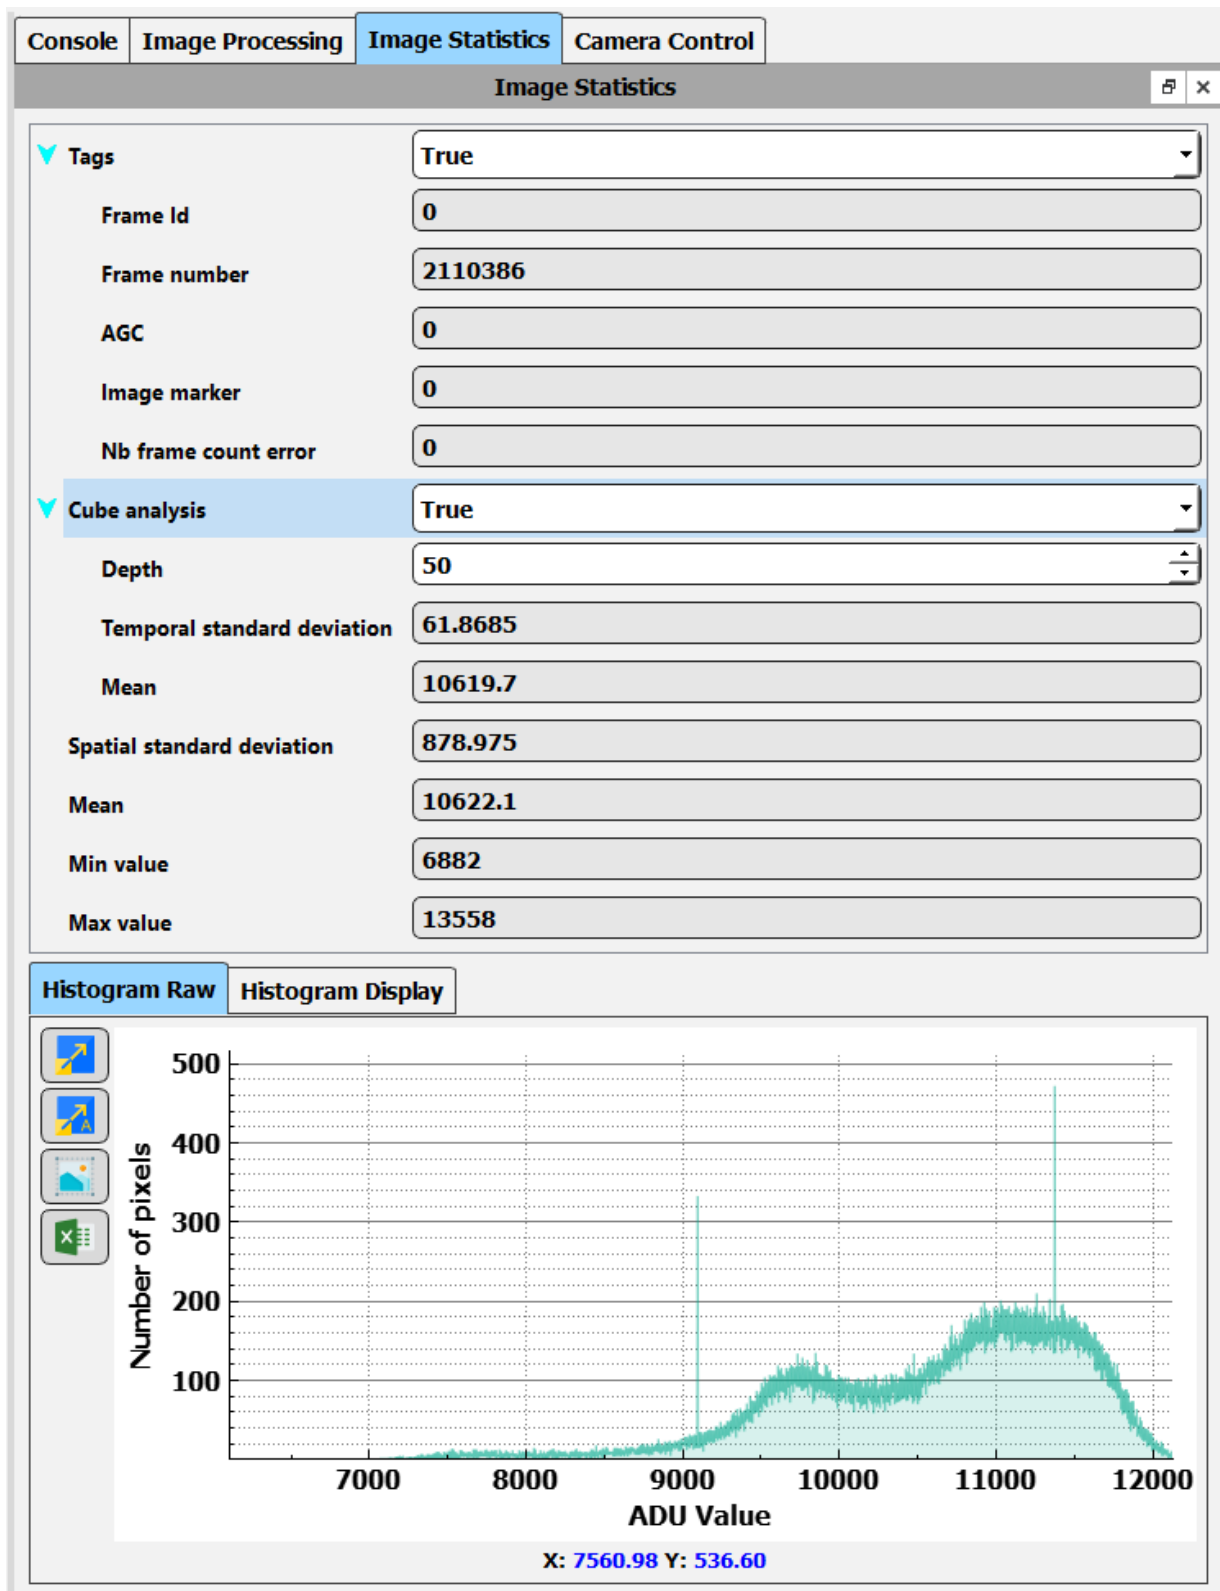 Console Image Processing Image Statistics Camera Control
Image Statistics
Tags True
Frame Id 0
Frame number 2110386
AGC 0
Image marker 0
Nb frame count error 0
Cube analysis True
Depth 50
Temporal standard deviation 61.8685
Mean 10619.7
Spatial standard deviation 878.975
Mean 10622.1
Min value 6882
Max value 13558
Histogram Raw Histogram Display
500
400
300
200
100
Number of pixels
7000 8000 9000 10000 11000 12000
ADU Value
X: 7560.98 Y: 536.60